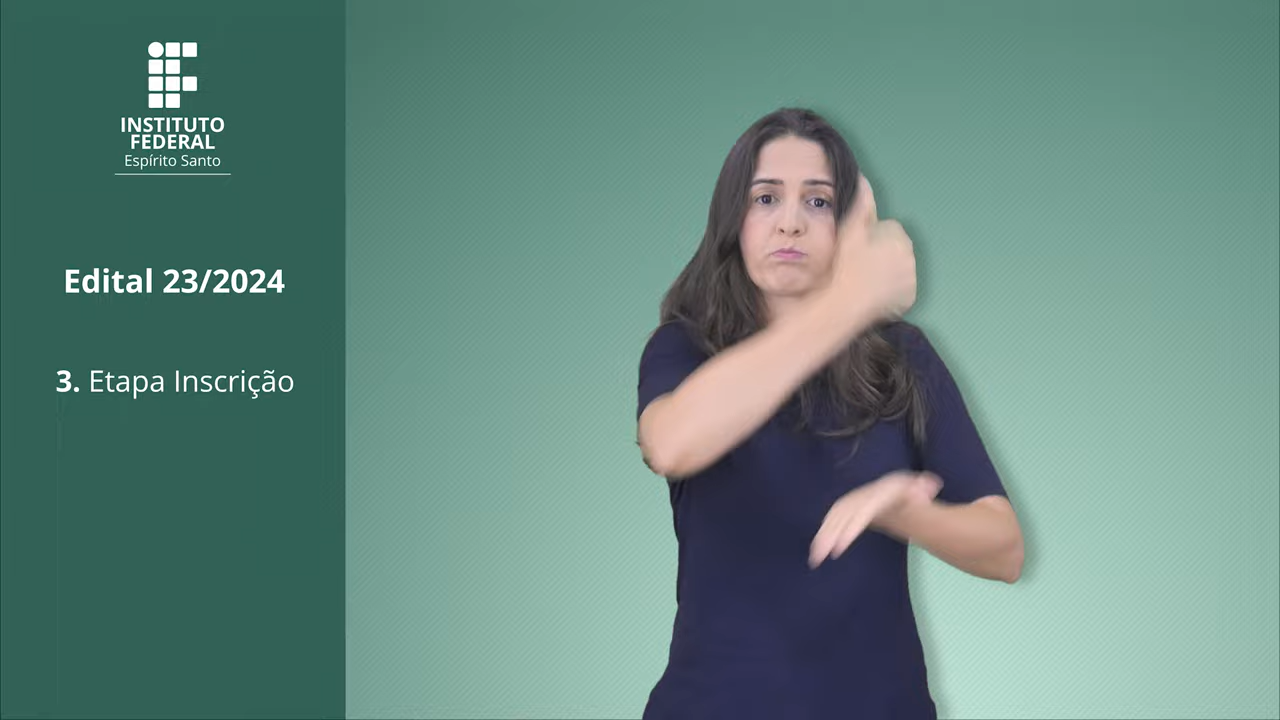 INSTITUTO
FEDERAL
Espírito Santo
Edital 23/2024
3. Etapa Inscrição